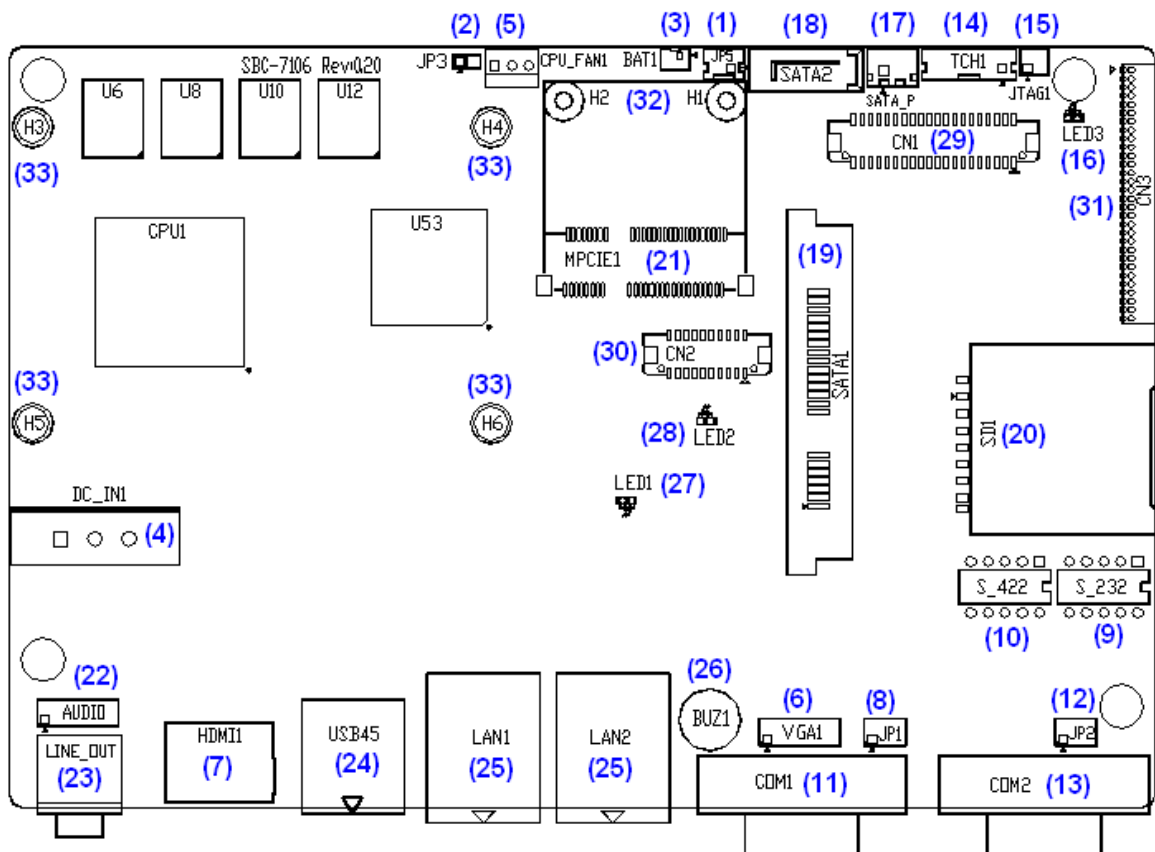 (2) (5) (3) (1) (18) (17) (14) (15)
JP3 CPU_FAN1 BAT1 JP5 SATA2 TCH1
SBC-7106 Rev:0.20
U6 U8 U10 U12 H2 (32) H1 SATA_P JTAG1
H3 H4 CN1 (29) LED3
(33) (33) (16)
CN3
(31)
CPU1 U53
MPCIE1 (21) (19)
(30) CN2
SATA1
(33) (33)
H5 H6
(28) LED2
SD1 (20)
LED1 (27)
DC_IN1
(4)
S_422 S_232
(10) (9)
(22) (26) (6) (8) (12)
AUDIO BUZ1 VGA1 JP1 JP2
LINE_OUT HDMI1 USB45 LAN1 LAN2
(23) (7) (24) (25) (25)
COM1 (11) COM2 (13)